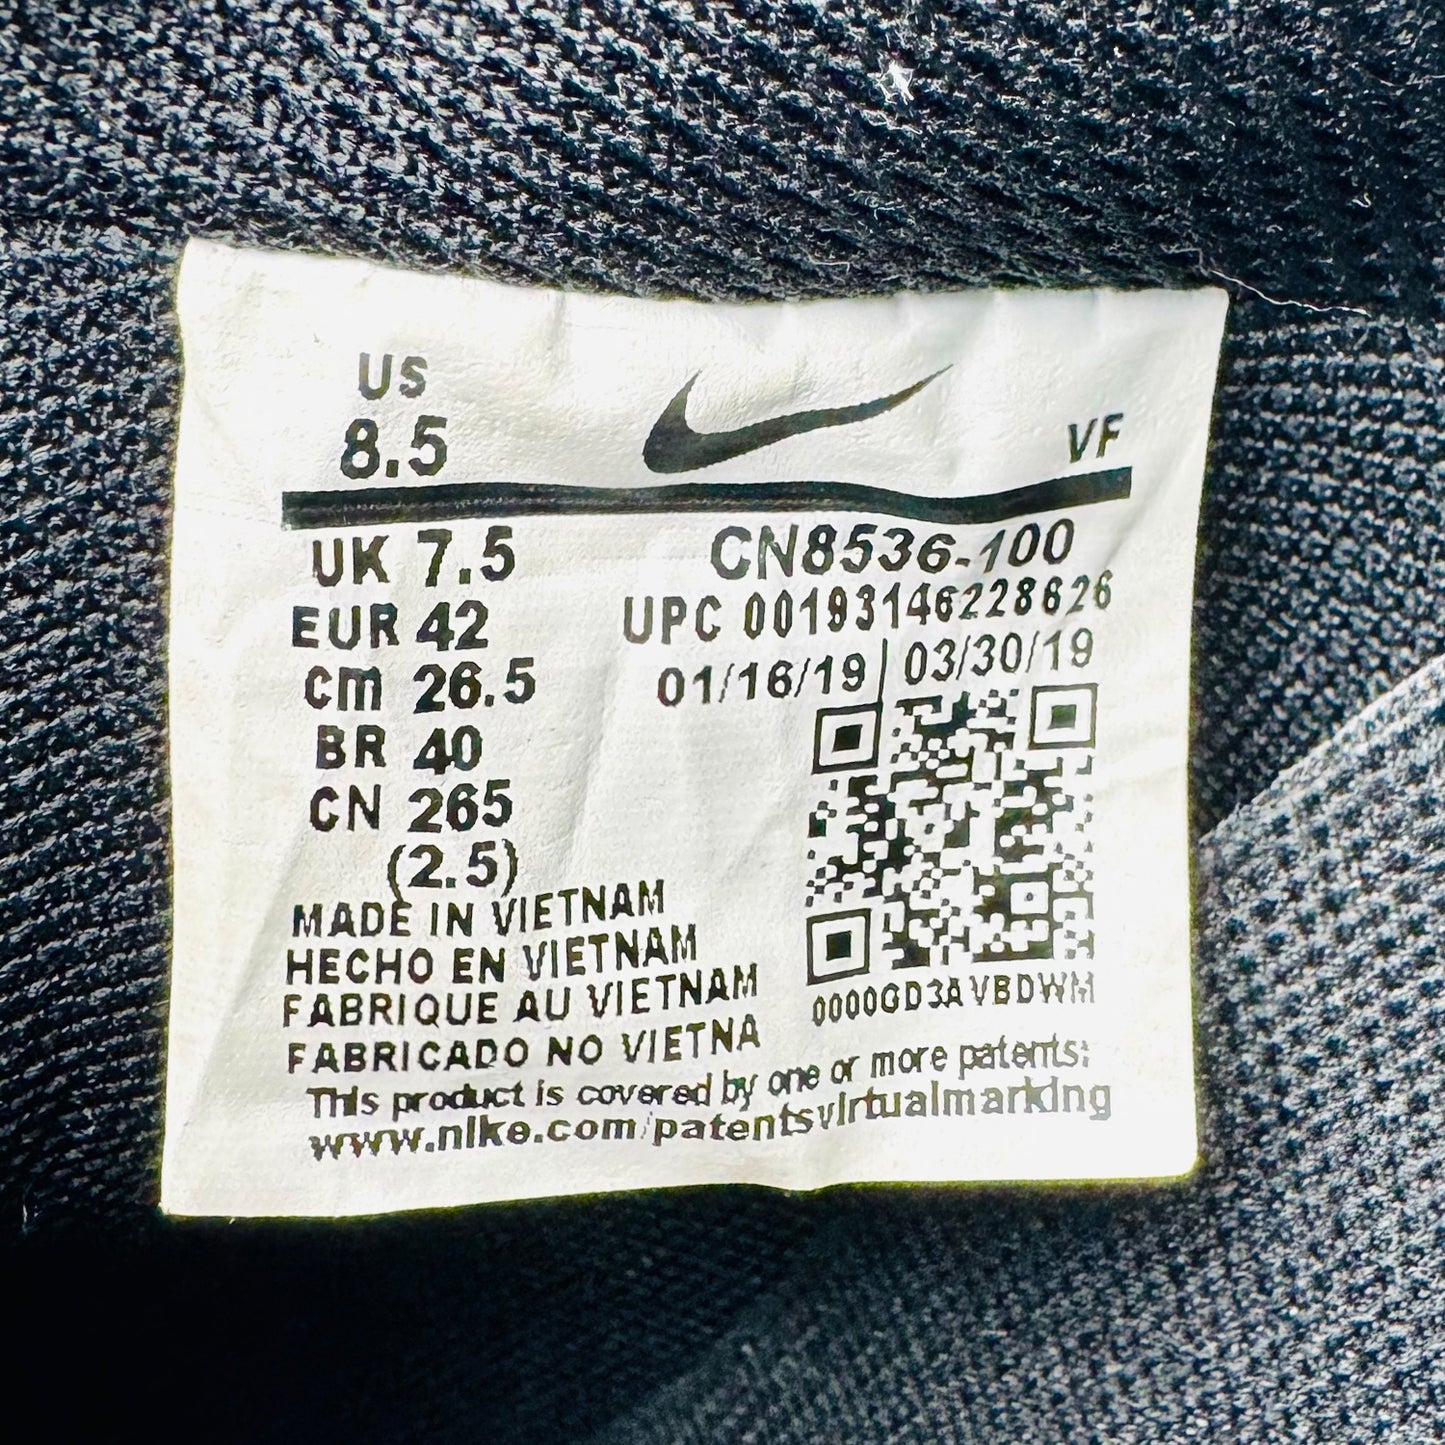 US
8.5
VF
UK 7.5
EUR 42
cm 26.5
BR 40
CN 265
(2.5)
CN8536-100
UPC 00193146228626
01/16/19 | 03/30/19
0000GD3AVBDWM
MADE IN VIETNAM
HECHO EN VIETNAM
FABRIQUE AU VIETNAM
FABRICADO NO VIETNA
This product is covered by one or more patents:
www.nike.com/patentsvirtualmarking